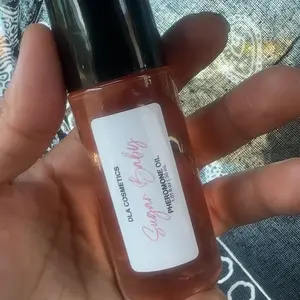 DLA COSMETICS
Sugar Baby
PHEROMONE OIL